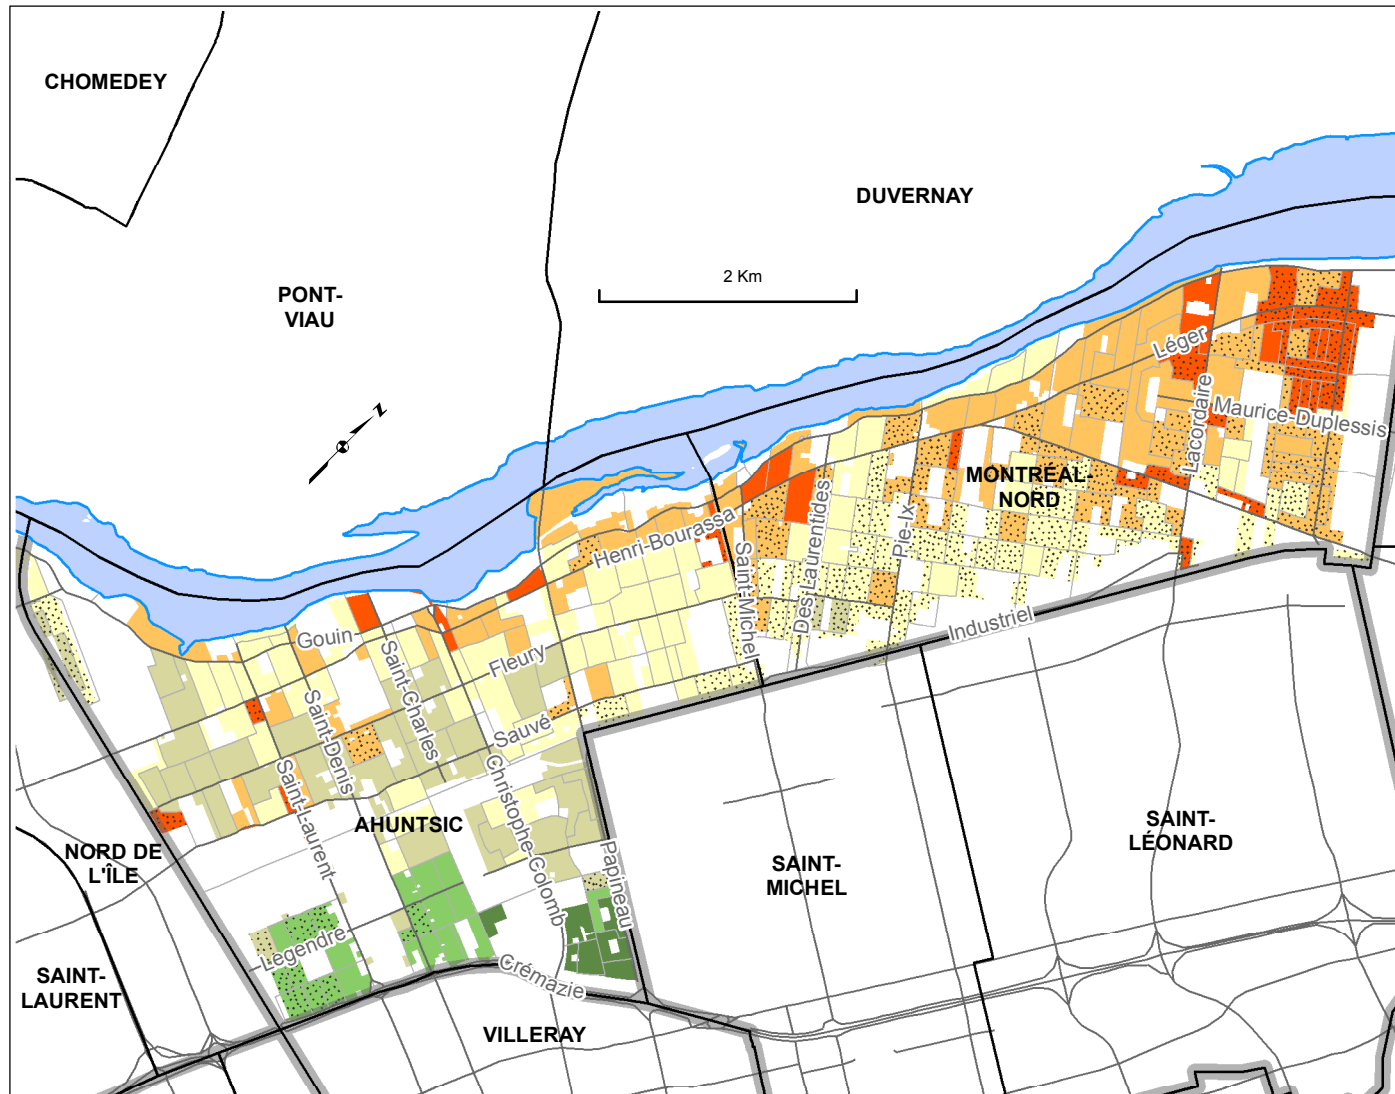 CHOMEDEY
DUVERNAY
2 Km
PONT-
VIAU
N
Léger
Maurice-Duplessis
Lacordaire
MONTRÉAL-
NORD
Henri-Bourassa
Saint-Michel
Des Laurentides
Pie-Ix
Industriel
Gouin
Fleury
Sauvé
Saint-Charles
Saint-Denis
Saint-Laurent
Christophe-Colomb
Papineau
AHUNTSIC
NORD DE
L'ÎLE
SAINT-
LÉONARD
SAINT-
MICHEL
Legendre
Crémazie
SAINT-
LAURENT
VILLERAY